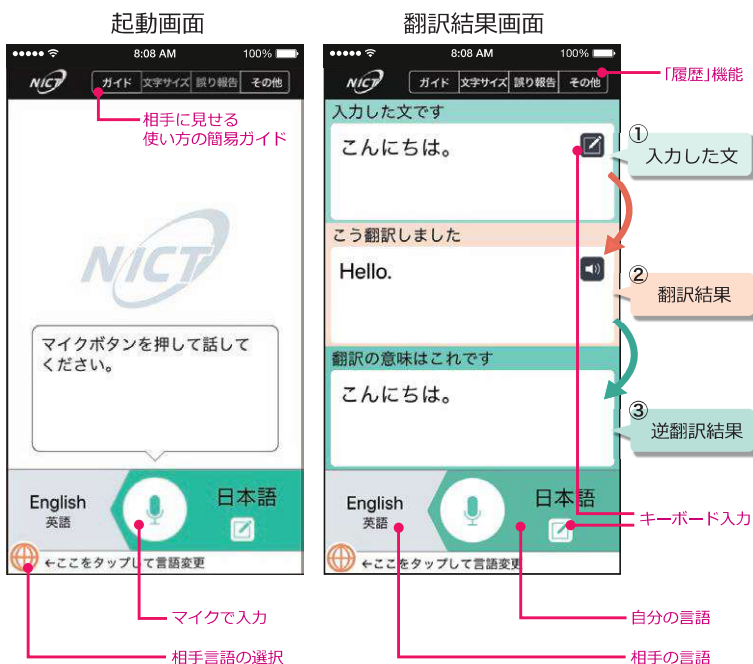 起動画面
8:08 AM
100%
NICT
ガイド
文字サイズ
誤り報告
その他
相手に見せる
使い方の簡易ガイド
NICT
マイクボタンを押して話して
ください。
English
英語
日本語
←ここをタップして言語変更
マイクで入力
相手言語の選択
翻訳結果画面
8:08 AM
100%
NICT
ガイド
文字サイズ
誤り報告
その他
「履歴」機能
入力した文です
こんにちは。
①
入力した文
こう翻訳しました
Hello.
②
翻訳結果
翻訳の意味はこれです
こんにちは。
③
逆翻訳結果
English
英語
日本語
キーボード入力
←ここをタップして言語変更
自分の言語
相手の言語